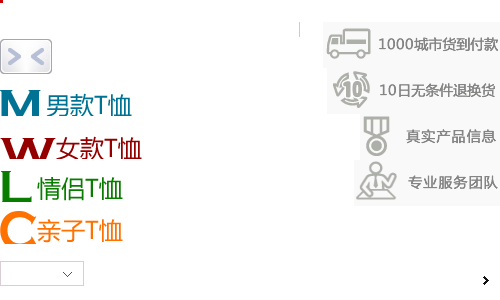 M 男款T恤
W 女款T恤
L 情侣T恤
C 亲子T恤
1000城市货到付款
10 10日无条件退换货
真实产品信息
专业服务团队